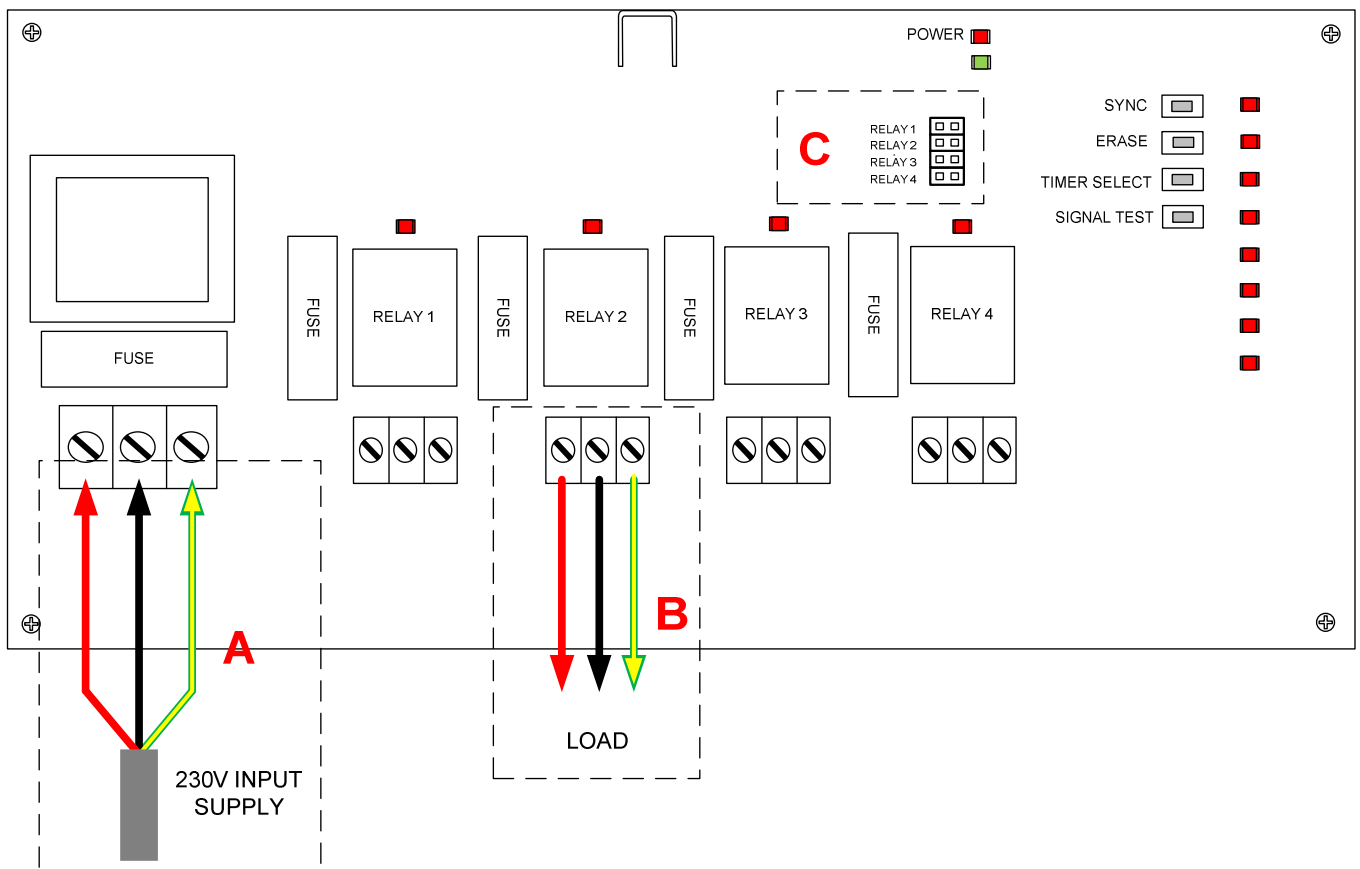 POWER
SYNC
ERASE
TIMER SELECT
SIGNAL TEST
C
RELAY 1
RELAY 2
RELAY 3
RELAY 4
FUSE
FUSE
RELAY 1
FUSE
RELAY 2
FUSE
RELAY 3
FUSE
RELAY 4
A
B
LOAD
230V INPUT
SUPPLY